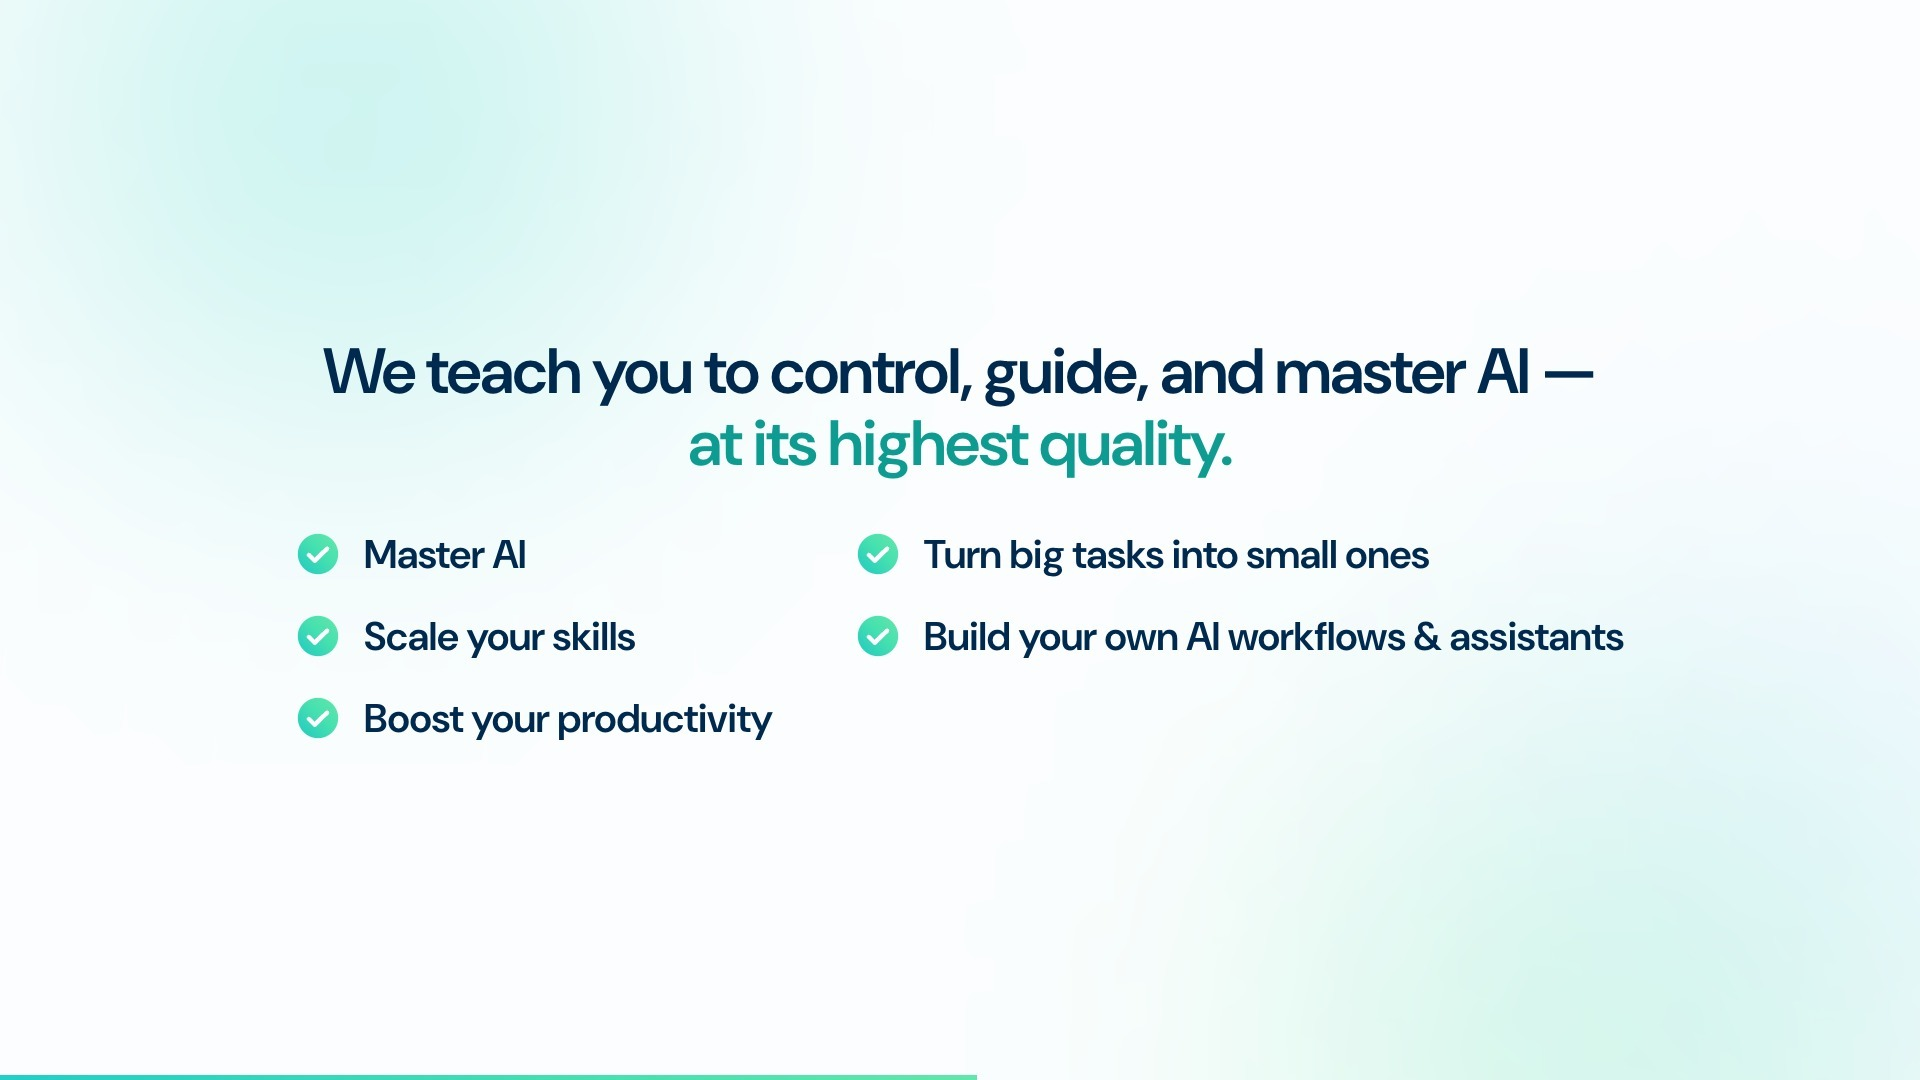 We teach you to control, guide, and master AI —
at its highest quality.
Master AI
Scale your skills
Boost your productivity
Turn big tasks into small ones
Build your own AI workflows & assistants